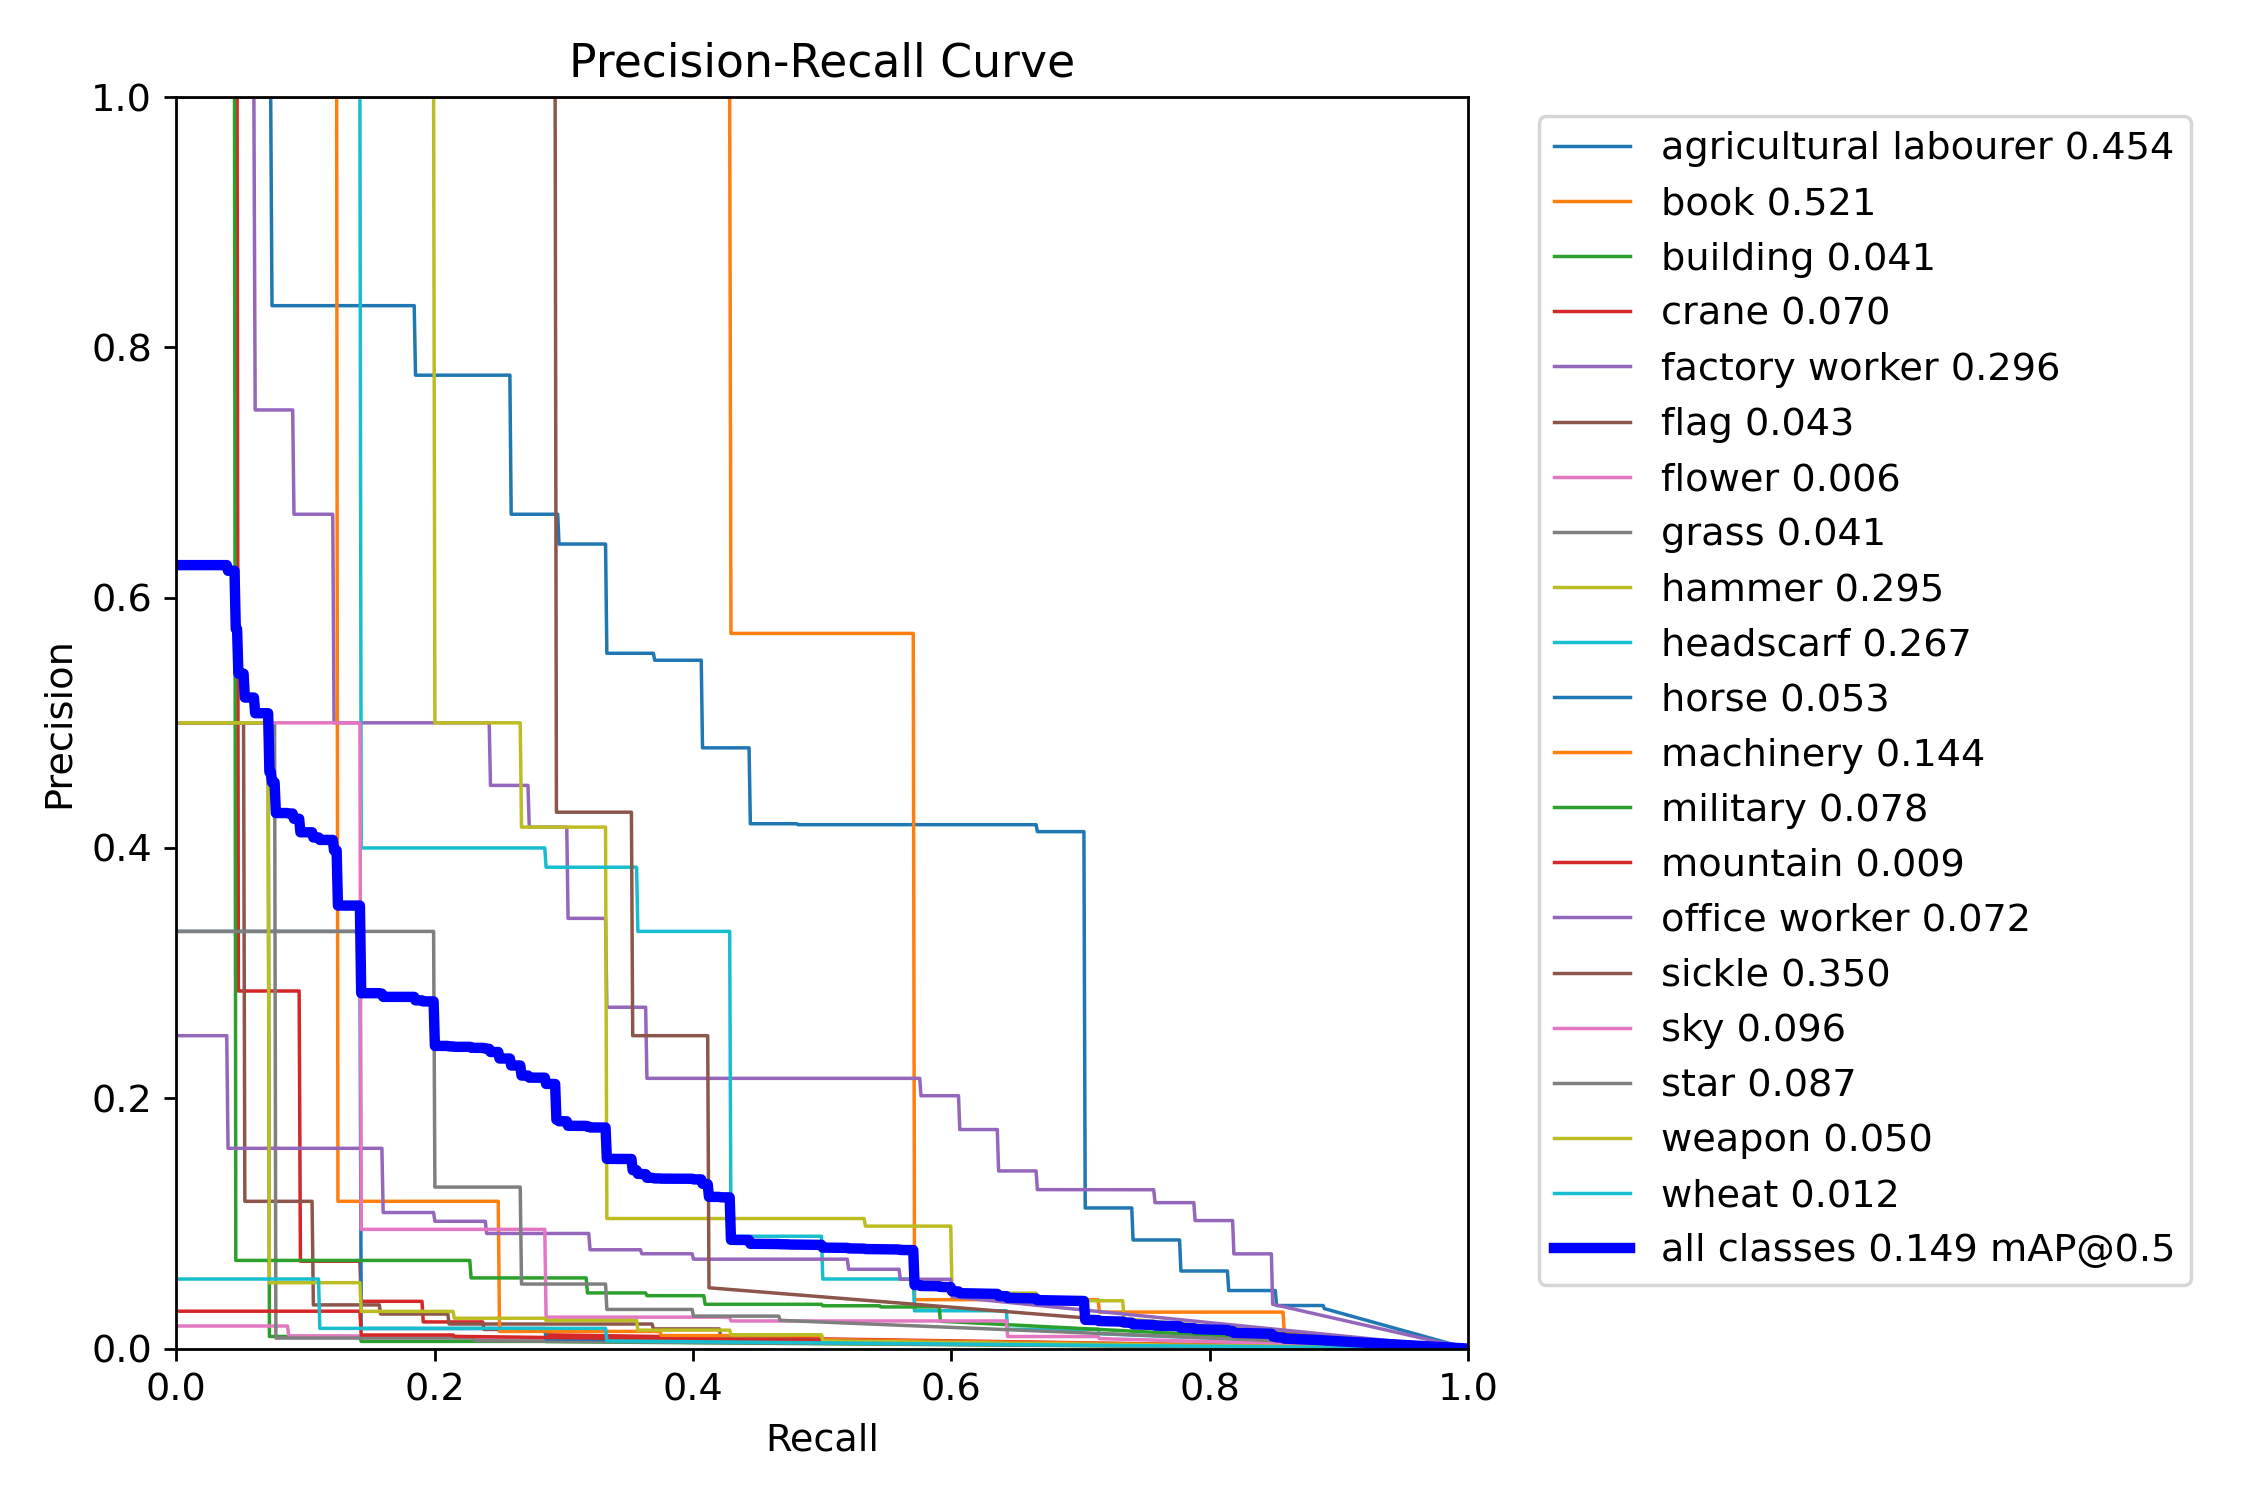 Precision-Recall Curve
1.0
0.8
0.6
0.4
0.2
0.0
Precision
0.0 0.2 0.4 0.6 0.8 1.0
Recall
agricultural labourer 0.454
book 0.521
building 0.041
crane 0.070
factory worker 0.296
flag 0.043
flower 0.006
grass 0.041
hammer 0.295
headscarf 0.267
horse 0.053
machinery 0.144
military 0.078
mountain 0.009
office worker 0.072
sickle 0.350
sky 0.096
star 0.087
weapon 0.050
wheat 0.012
all classes 0.149 mAP@0.5